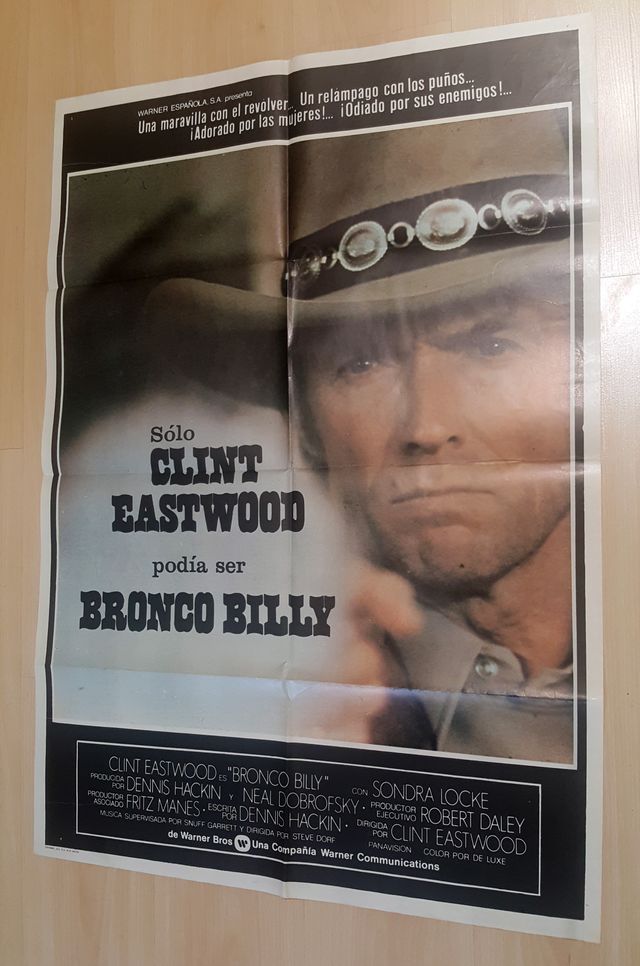 WARNER ESPAÑOLA, S.A. presenta
Una maravilla con el revólver... Un relámpago con los puños...
¡Adorado por las mujeres!... ¡Odiado por sus enemigos!...
Sólo
CLINT
EASTWOOD
podía ser
BRONCO BILLY
CLINT EASTWOOD ES "BRONCO BILLY" CON SONDRA LOCKE
PRODUCIDA POR DENNIS HACKIN Y NEAL DOBROFSKY · PRODUCTOR EJECUTIVO ROBERT DALEY
PRODUCTOR ASOCIADO FRITZ MANES · ESCRITA POR DENNIS HACKIN · DIRIGIDA POR CLINT EASTWOOD
MUSICA SUPERVISADA POR SNUFF GARRETT Y DIRIGIDA POR STEVE DORF PANAVISION COLOR POR DE LUXE
de Warner Bros Una Compañía Warner Communications